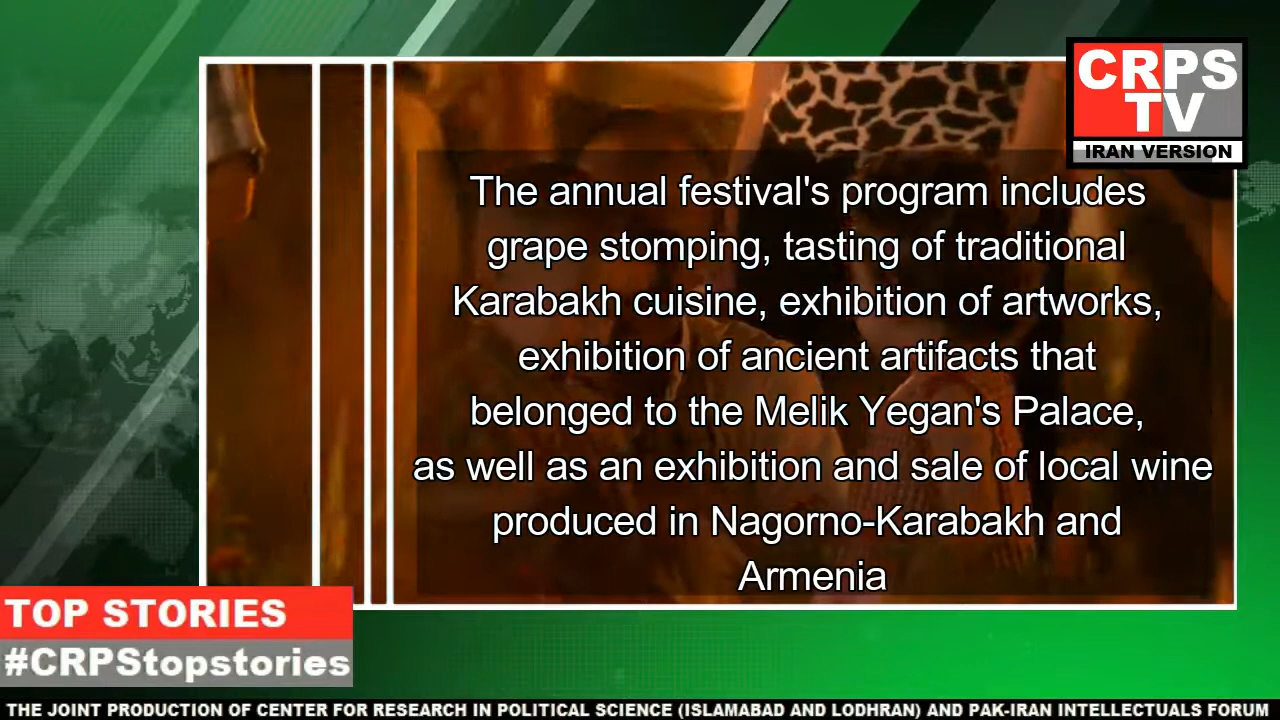 CRPS
TV
IRAN VERSION
The annual festival's program includes
grape stomping, tasting of traditional
Karabakh cuisine, exhibition of artworks,
exhibition of ancient artifacts that
belonged to the Melik Yegan's Palace,
as well as an exhibition and sale of local wine
produced in Nagorno-Karabakh and
Armenia
TOP STORIES
#CRPStopstories
THE JOINT PRODUCTION OF CENTER FOR RESEARCH IN POLITICAL SCIENCE (ISLAMABAD AND LODHRAN) AND PAK-IRAN INTELLECTUALS FORUM